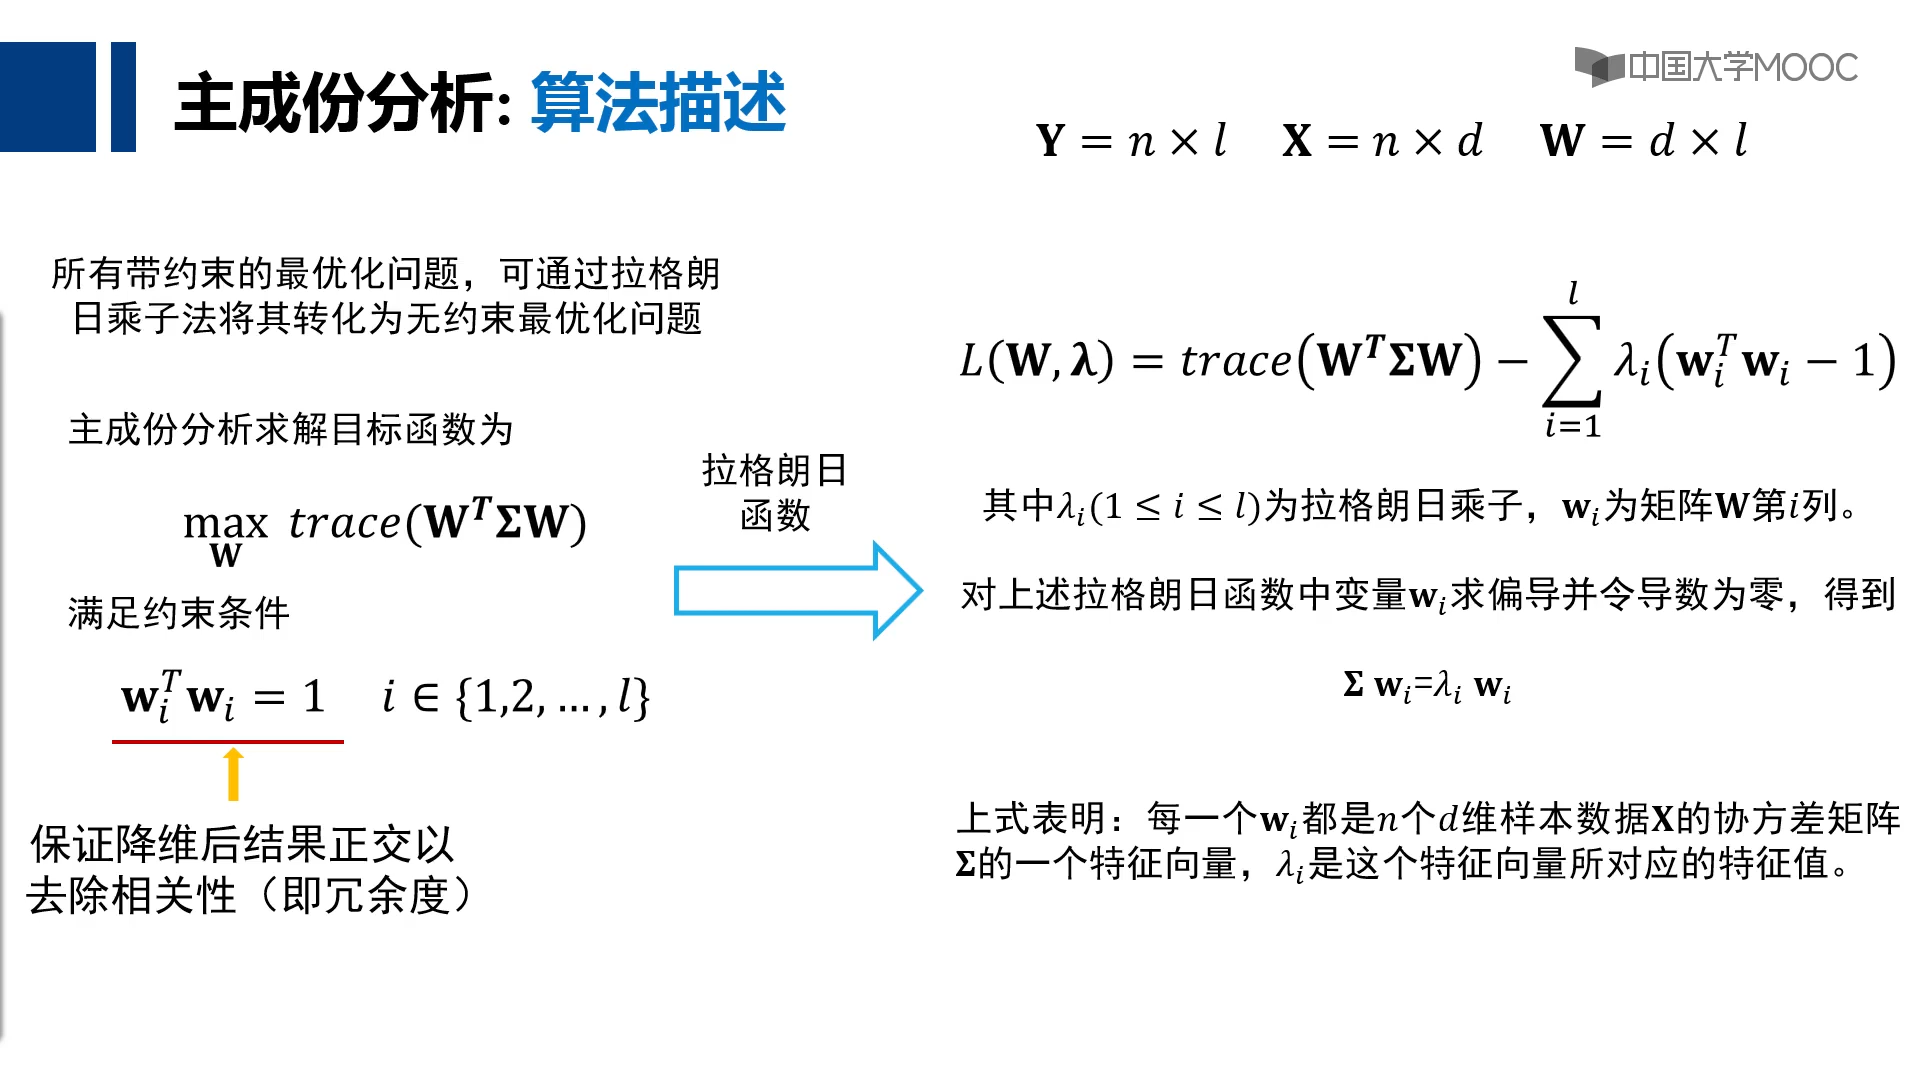 主成份分析: 算法描述
中国大学MOOC
Y = n × l X = n × d W = d × l
所有带约束的最优化问题，可通过拉格朗
日乘子法将其转化为无约束最优化问题
主成份分析求解目标函数为
max trace(W^TΣW)
W
满足约束条件
w_i^T w_i = 1 i ∈ {1,2, … , l}
保证降维后结果正交以
去除相关性（即冗余度）
拉格朗日
函数
L(W, λ) = trace(W^TΣW) − ∑_{i=1}^{l} λ_i(w_i^T w_i − 1)
其中λ_i(1 ≤ i ≤ l)为拉格朗日乘子，w_i为矩阵W第i列。
对上述拉格朗日函数中变量w_i求偏导并令导数为零，得到
Σ w_i=λ_i w_i
上式表明：每一个w_i都是n个d维样本数据X的协方差矩阵
Σ的一个特征向量，λ_i是这个特征向量所对应的特征值。